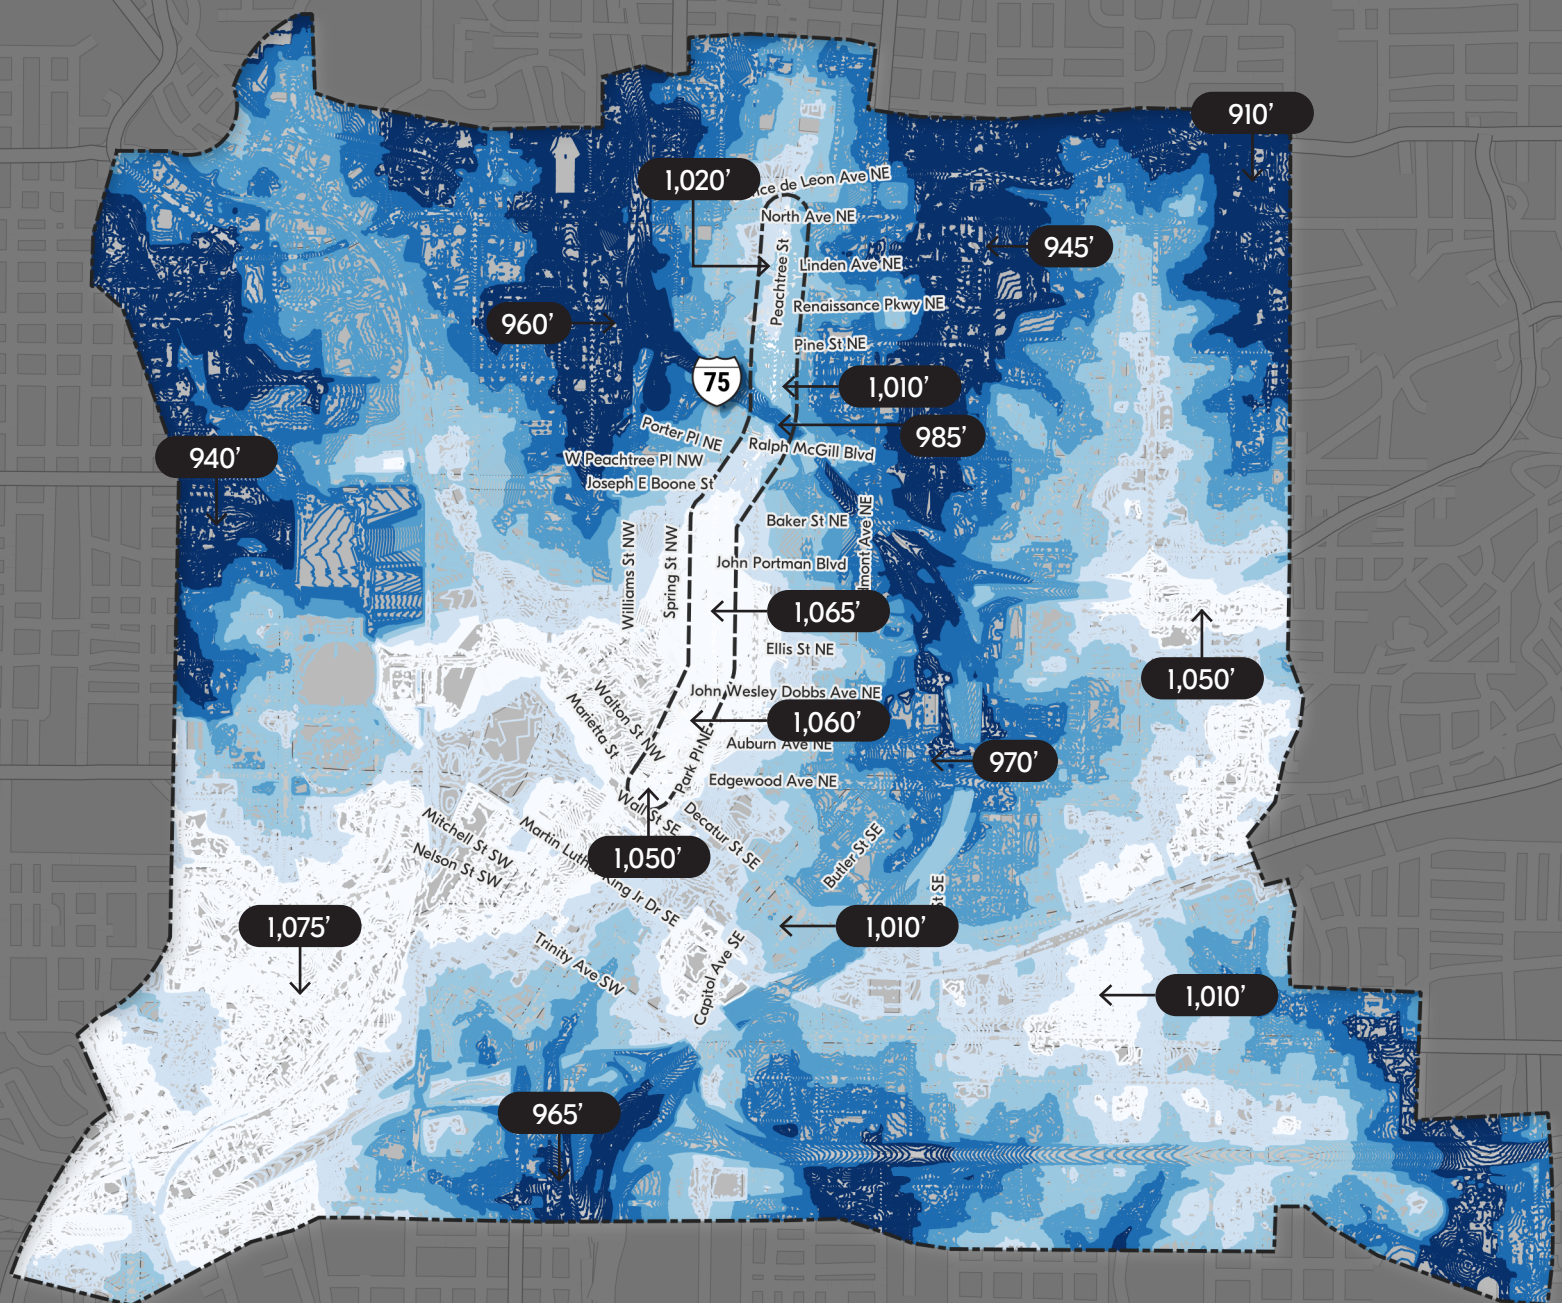 910’
1,020’
nce de Leon Ave NE
North Ave NE
945’
Linden Ave NE
Peachtree St
Renaissance Pkwy NE
960’
Pine St NE
75
1,010’
985’
Porter Pl NE
Ralph McGill Blvd
940’
W Peachtree Pl NW
Joseph E Boone St
Baker St NE
Williams St NW
Spring St NW
John Portman Blvd
1,065’
Ellis St NE
1,050’
John Wesley Dobbs Ave NE
Walton St NW
Marietta St
1,060’
Auburn Ave NE
Park Pl NE
970’
Edgewood Ave NE
Wall St SE
Decatur St SE
Mitchell St SW
Nelson St SW
1,050’
Martin Luther King Jr Dr SE
Butler St SE
St SE
1,075’
1,010’
Trinity Ave SW
Capitol Ave SE
1,010’
965’